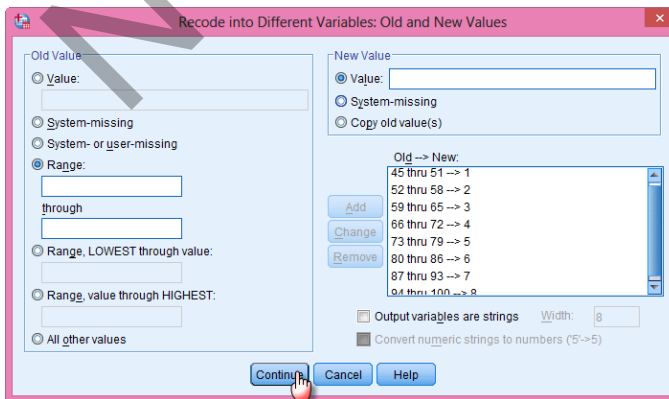 Recode into Different Variables: Old and New Values
Old Value
Value:
System-missing
System- or user-missing
Range:
through
Range, LOWEST through value:
Range, value through HIGHEST:
All other values
New Value
Value:
System-missing
Copy old value(s)
Old --> New:
45 thru 51 --> 1
52 thru 58 --> 2
59 thru 65 --> 3
66 thru 72 --> 4
73 thru 79 --> 5
80 thru 86 --> 6
87 thru 93 --> 7
94 thru 100 --> 8
Add
Change
Remove
Output variables are strings Width: 8
Convert numeric strings to numbers ('5'->5)
Continue Cancel Help